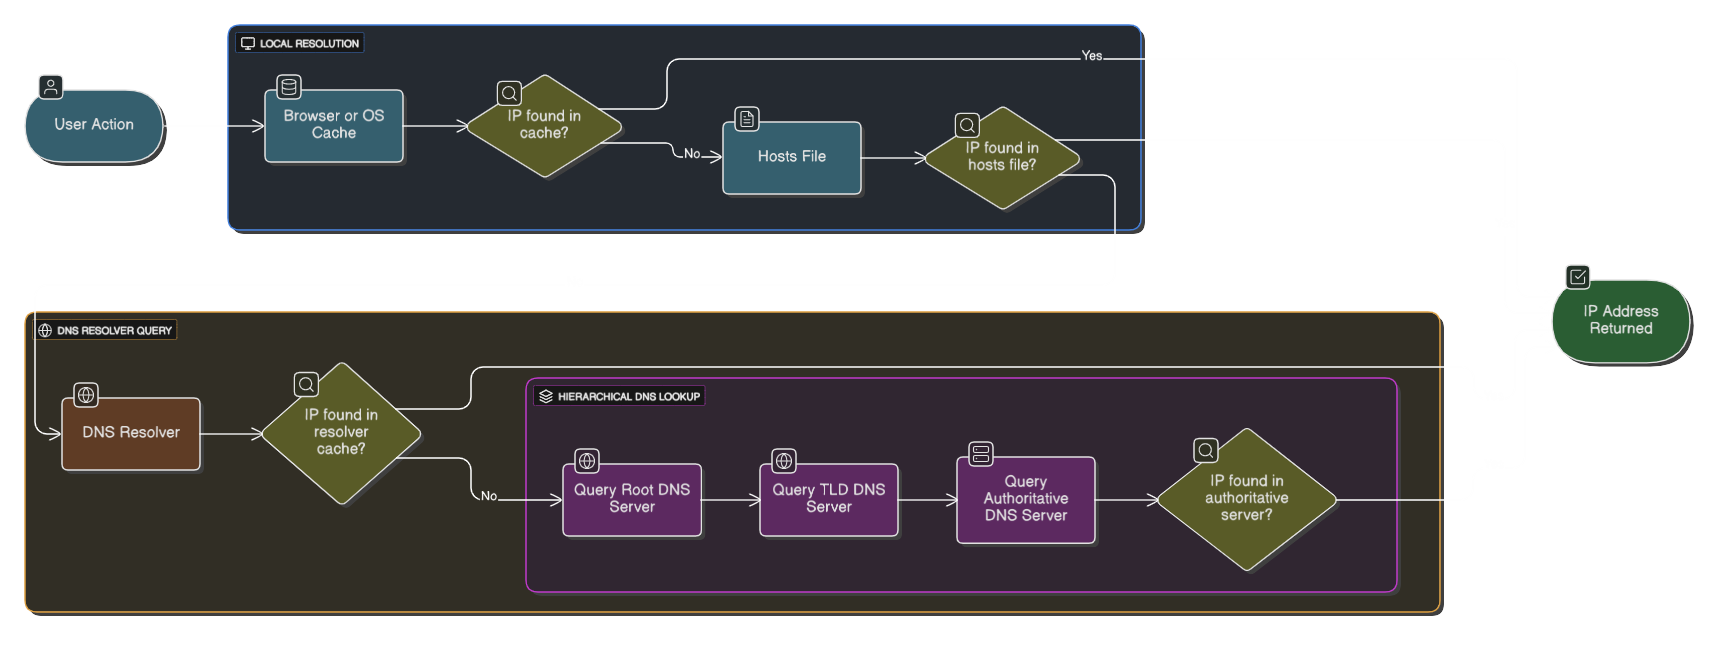 LOCAL RESOLUTION
User Action
Browser or OS
Cache
IP found in
cache?
Yes
No
Hosts File
IP found in
hosts file?
IP Address
Returned
DNS RESOLVER QUERY
DNS Resolver
IP found in
resolver
cache?
No
HIERARCHICAL DNS LOOKUP
Query Root DNS
Server
Query TLD DNS
Server
Query
Authoritative
DNS Server
IP found in
authoritative
server?